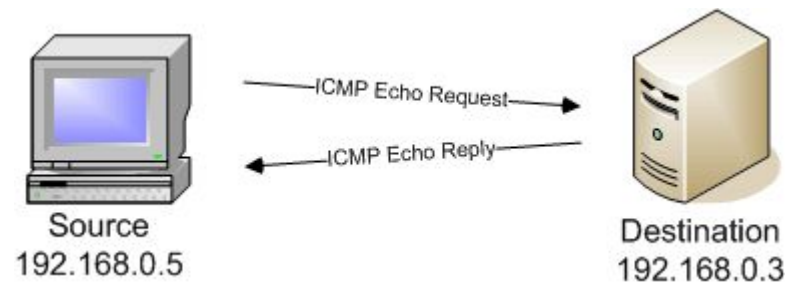 ICMP Echo Request
ICMP Echo Reply
Source
192.168.0.5
Destination
192.168.0.3